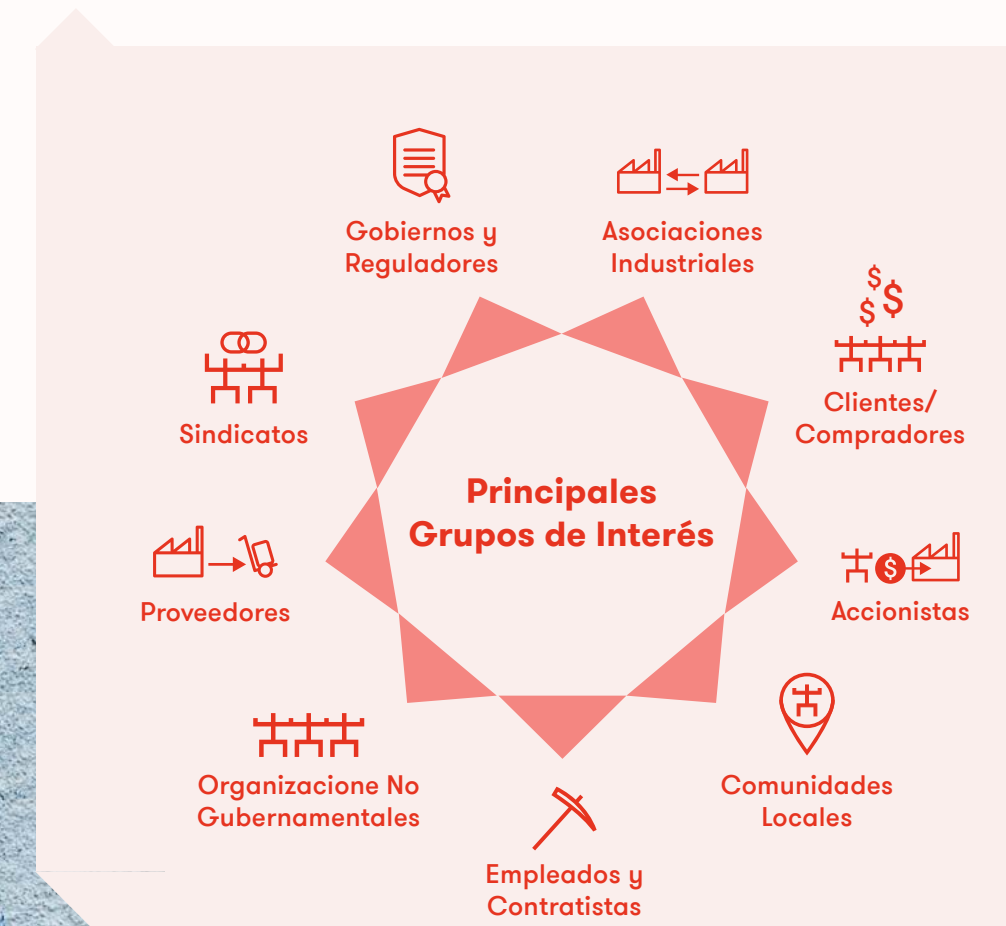 Gobiernos y
Reguladores
Asociaciones
Industriales
$
$
$
Clientes/
Compradores
Sindicatos
Principales
Grupos de Interés
Proveedores
$
Accionistas
Organizacione No
Gubernamentales
Comunidades
Locales
Empleados y
Contratistas